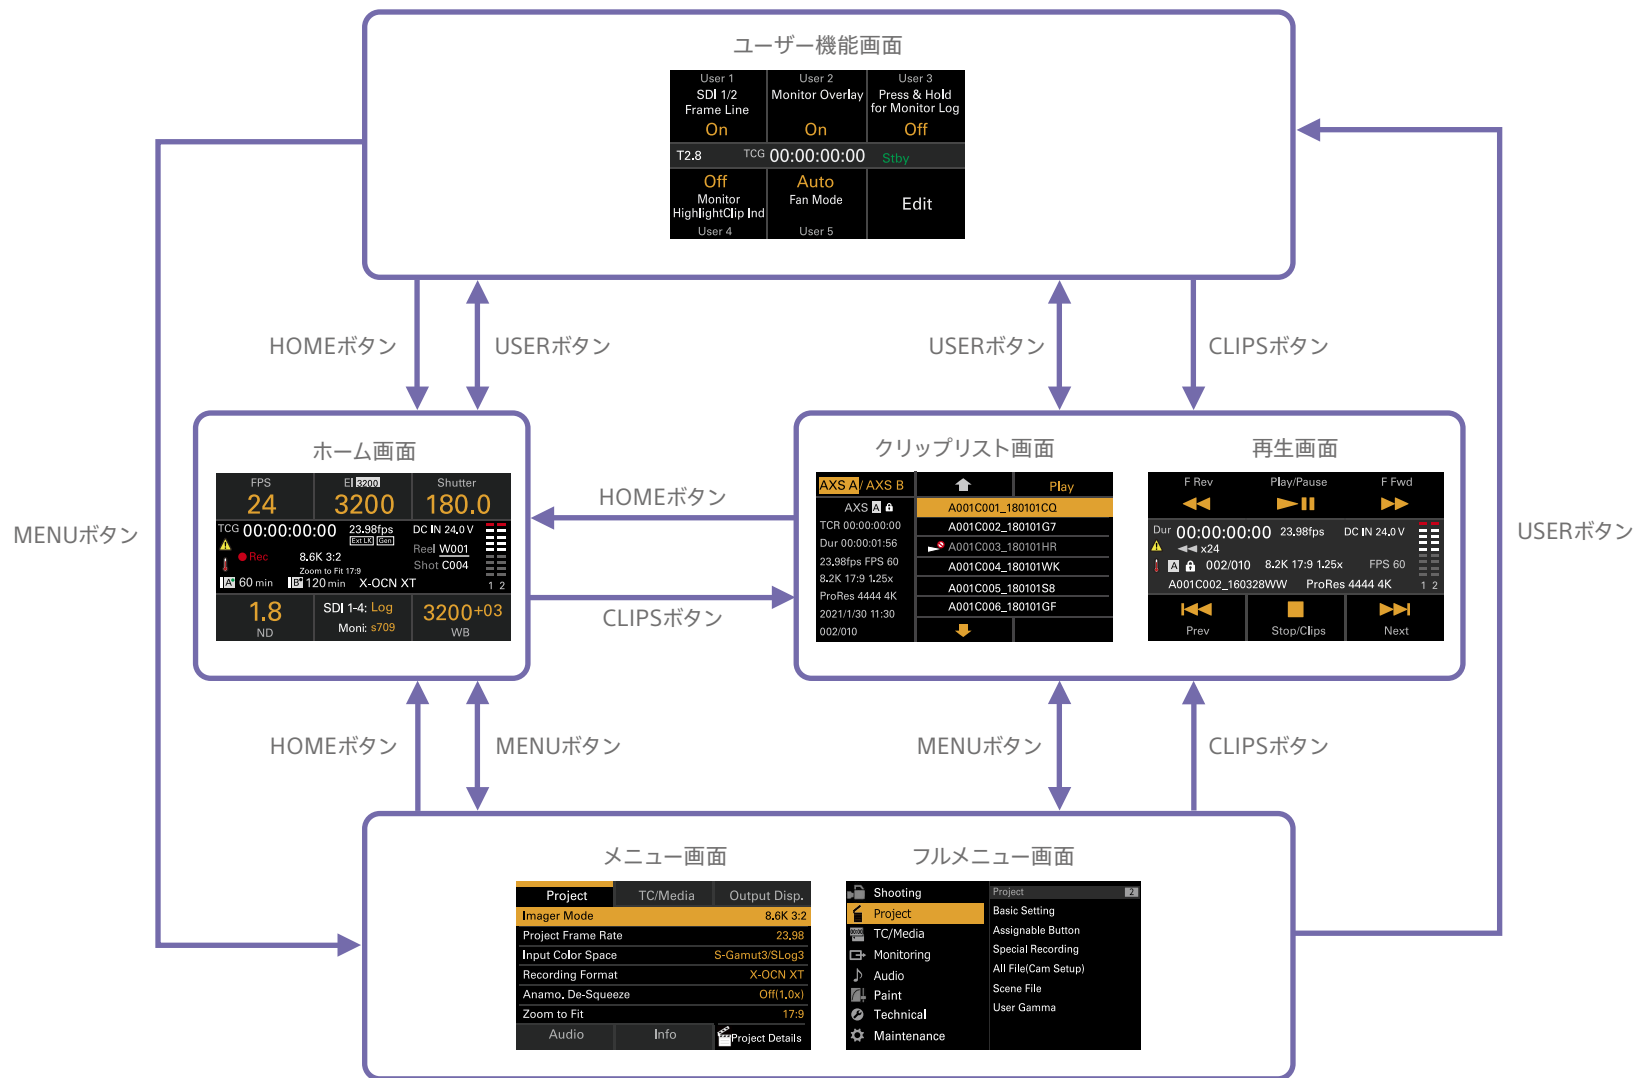 ユーザー機能画面
User 1
SDI 1/2
Frame Line
On
User 2
Monitor Overlay
On
User 3
Press & Hold
for Monitor Log
Off
T2.8
TCG 00:00:00:00
Stby
Off
Monitor
HighlightClip Ind
User 4
Auto
Fan Mode
User 5
Edit
HOMEボタン
USERボタン
USERボタン
CLIPSボタン
MENUボタン
USERボタン
ホーム画面
FPS
24
EI 3200
3200
Shutter
180.0
TCG 00:00:00:00 23.98fps DC IN 24.0 V
Ext LK Gen
Rec 8.6K 3:2
Zoom to Fit 17:9
Reel W001
Shot C004
A 60 min B 120 min X-OCN XT
1 2
1.8
ND
SDI 1-4: Log
Moni: s709
3200+03
WB
HOMEボタン
CLIPSボタン
クリップリスト画面
AXS A / AXS B
Play
AXS A
TCR 00:00:00:00
Dur 00:00:01:56
23.98fps FPS 60
8.2K 17:9 1.25x
ProRes 4444 4K
2021/1/30 11:30
002/010
A001C001_180101CQ
A001C002_180101G7
A001C003_180101HR
A001C004_180101WK
A001C005_180101S8
A001C006_180101GF
再生画面
F Rev
Play/Pause
F Fwd
Dur 00:00:00:00 23.98fps DC IN 24.0 V
x24
A 002/010 8.2K 17:9 1.25x FPS 60
A001C002_160328WW ProRes 4444 4K
1 2
Prev
Stop/Clips
Next
HOMEボタン
MENUボタン
MENUボタン
CLIPSボタン
メニュー画面
Project
TC/Media
Output Disp.
Imager Mode 8.6K 3:2
Project Frame Rate 23.98
Input Color Space S-Gamut3/SLog3
Recording Format X-OCN XT
Anamo. De-Squeeze Off(1.0x)
Zoom to Fit 17:9
Audio
Info
Project Details
フルメニュー画面
Shooting
Project
TC/Media
Monitoring
Audio
Paint
Technical
Maintenance
Project 2
Basic Setting
Assignable Button
Special Recording
All File(Cam Setup)
Scene File
User Gamma